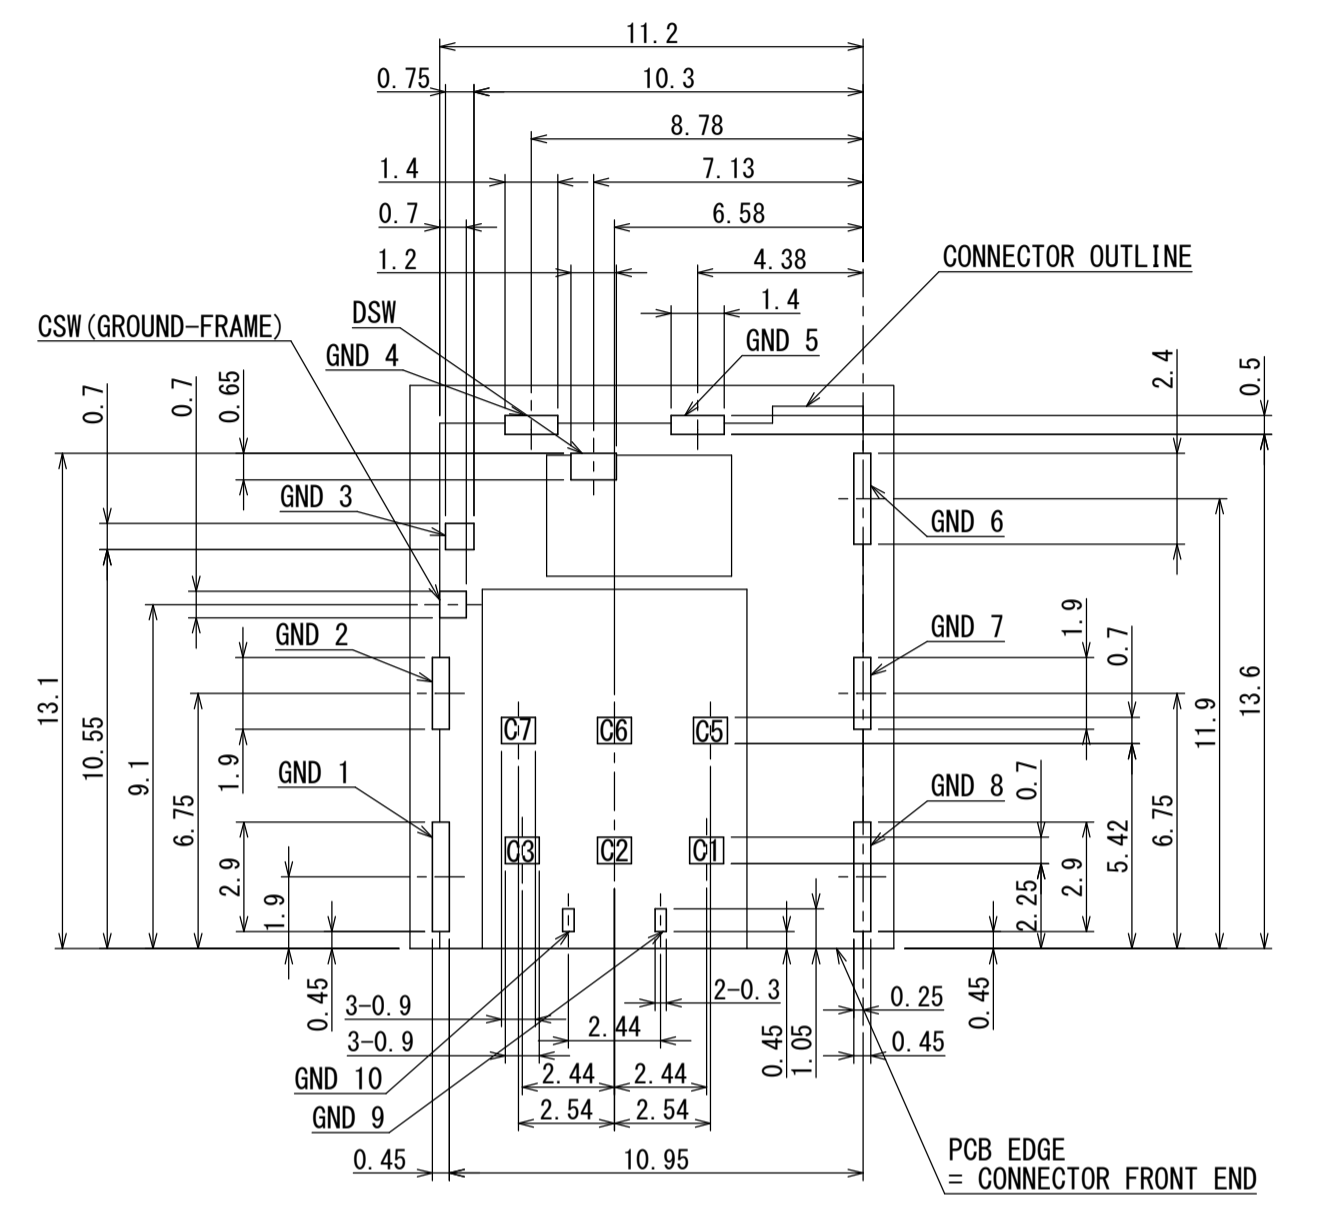 11.2
0.75
10.3
8.78
1.4
7.13
0.7
6.58
1.2
4.38
CONNECTOR OUTLINE
1.4
DSW
CSW(GROUND-FRAME)
GND 4
GND 5
2.4
0.5
0.7
0.7
0.65
GND 3
GND 6
GND 2
GND 7
1.9
0.7
13.1
10.55
9.1
6.75
1.9
C7
C6
C5
11.9
13.6
GND 1
GND 8
0.7
5.42
6.75
2.9
1.9
C3
C2
C1
2.25
2.9
0.45
3-0.9
2.44
2-0.3
0.45
1.05
0.25
0.45
3-0.9
0.45
GND 10
2.44
2.44
GND 9
2.54
2.54
0.45
10.95
PCB EDGE
= CONNECTOR FRONT END